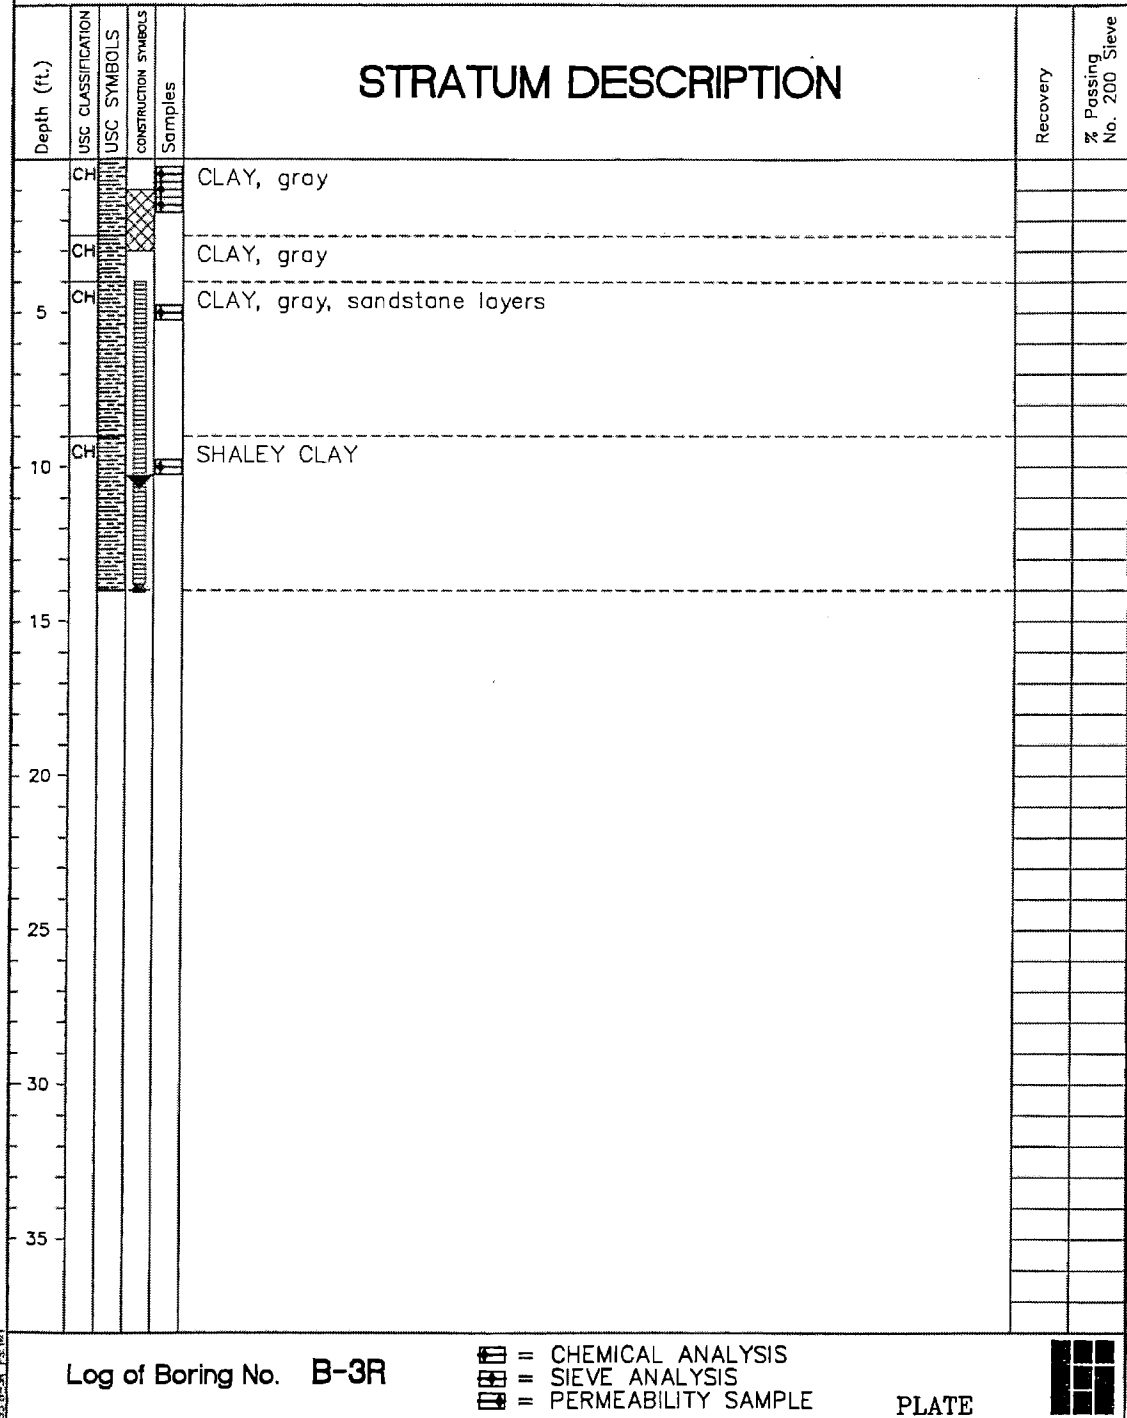 Depth (ft.)
USC CLASSIFICATION
USC SYMBOLS
CONSTRUCTION SYMBOLS
Samples
STRATUM DESCRIPTION
Recovery
% Passing
No. 200 Sieve
CH CLAY, gray
CH CLAY, gray
CH CLAY, gray, sandstone layers
5
CH SHALEY CLAY
10
15
20
25
30
35
Log of Boring No. B-3R
= CHEMICAL ANALYSIS
= SIEVE ANALYSIS
= PERMEABILITY SAMPLE
PLATE